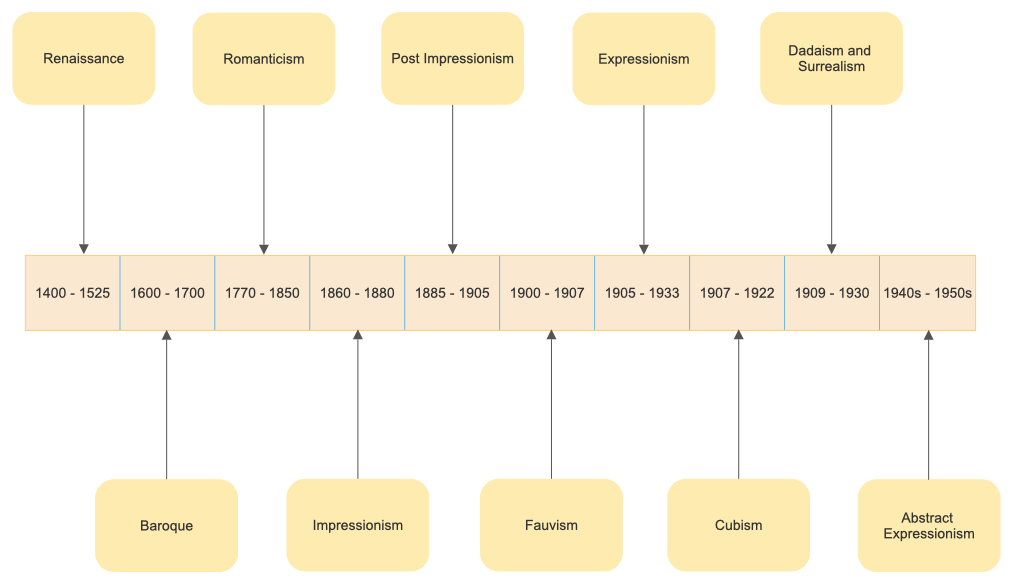 Renaissance
Romanticism
Post Impressionism
Expressionism
Dadaism and
Surrealism
1400 - 1525
1600 - 1700
1770 - 1850
1860 - 1880
1885 - 1905
1900 - 1907
1905 - 1933
1907 - 1922
1909 - 1930
1940s - 1950s
Baroque
Impressionism
Fauvism
Cubism
Abstract
Expressionism